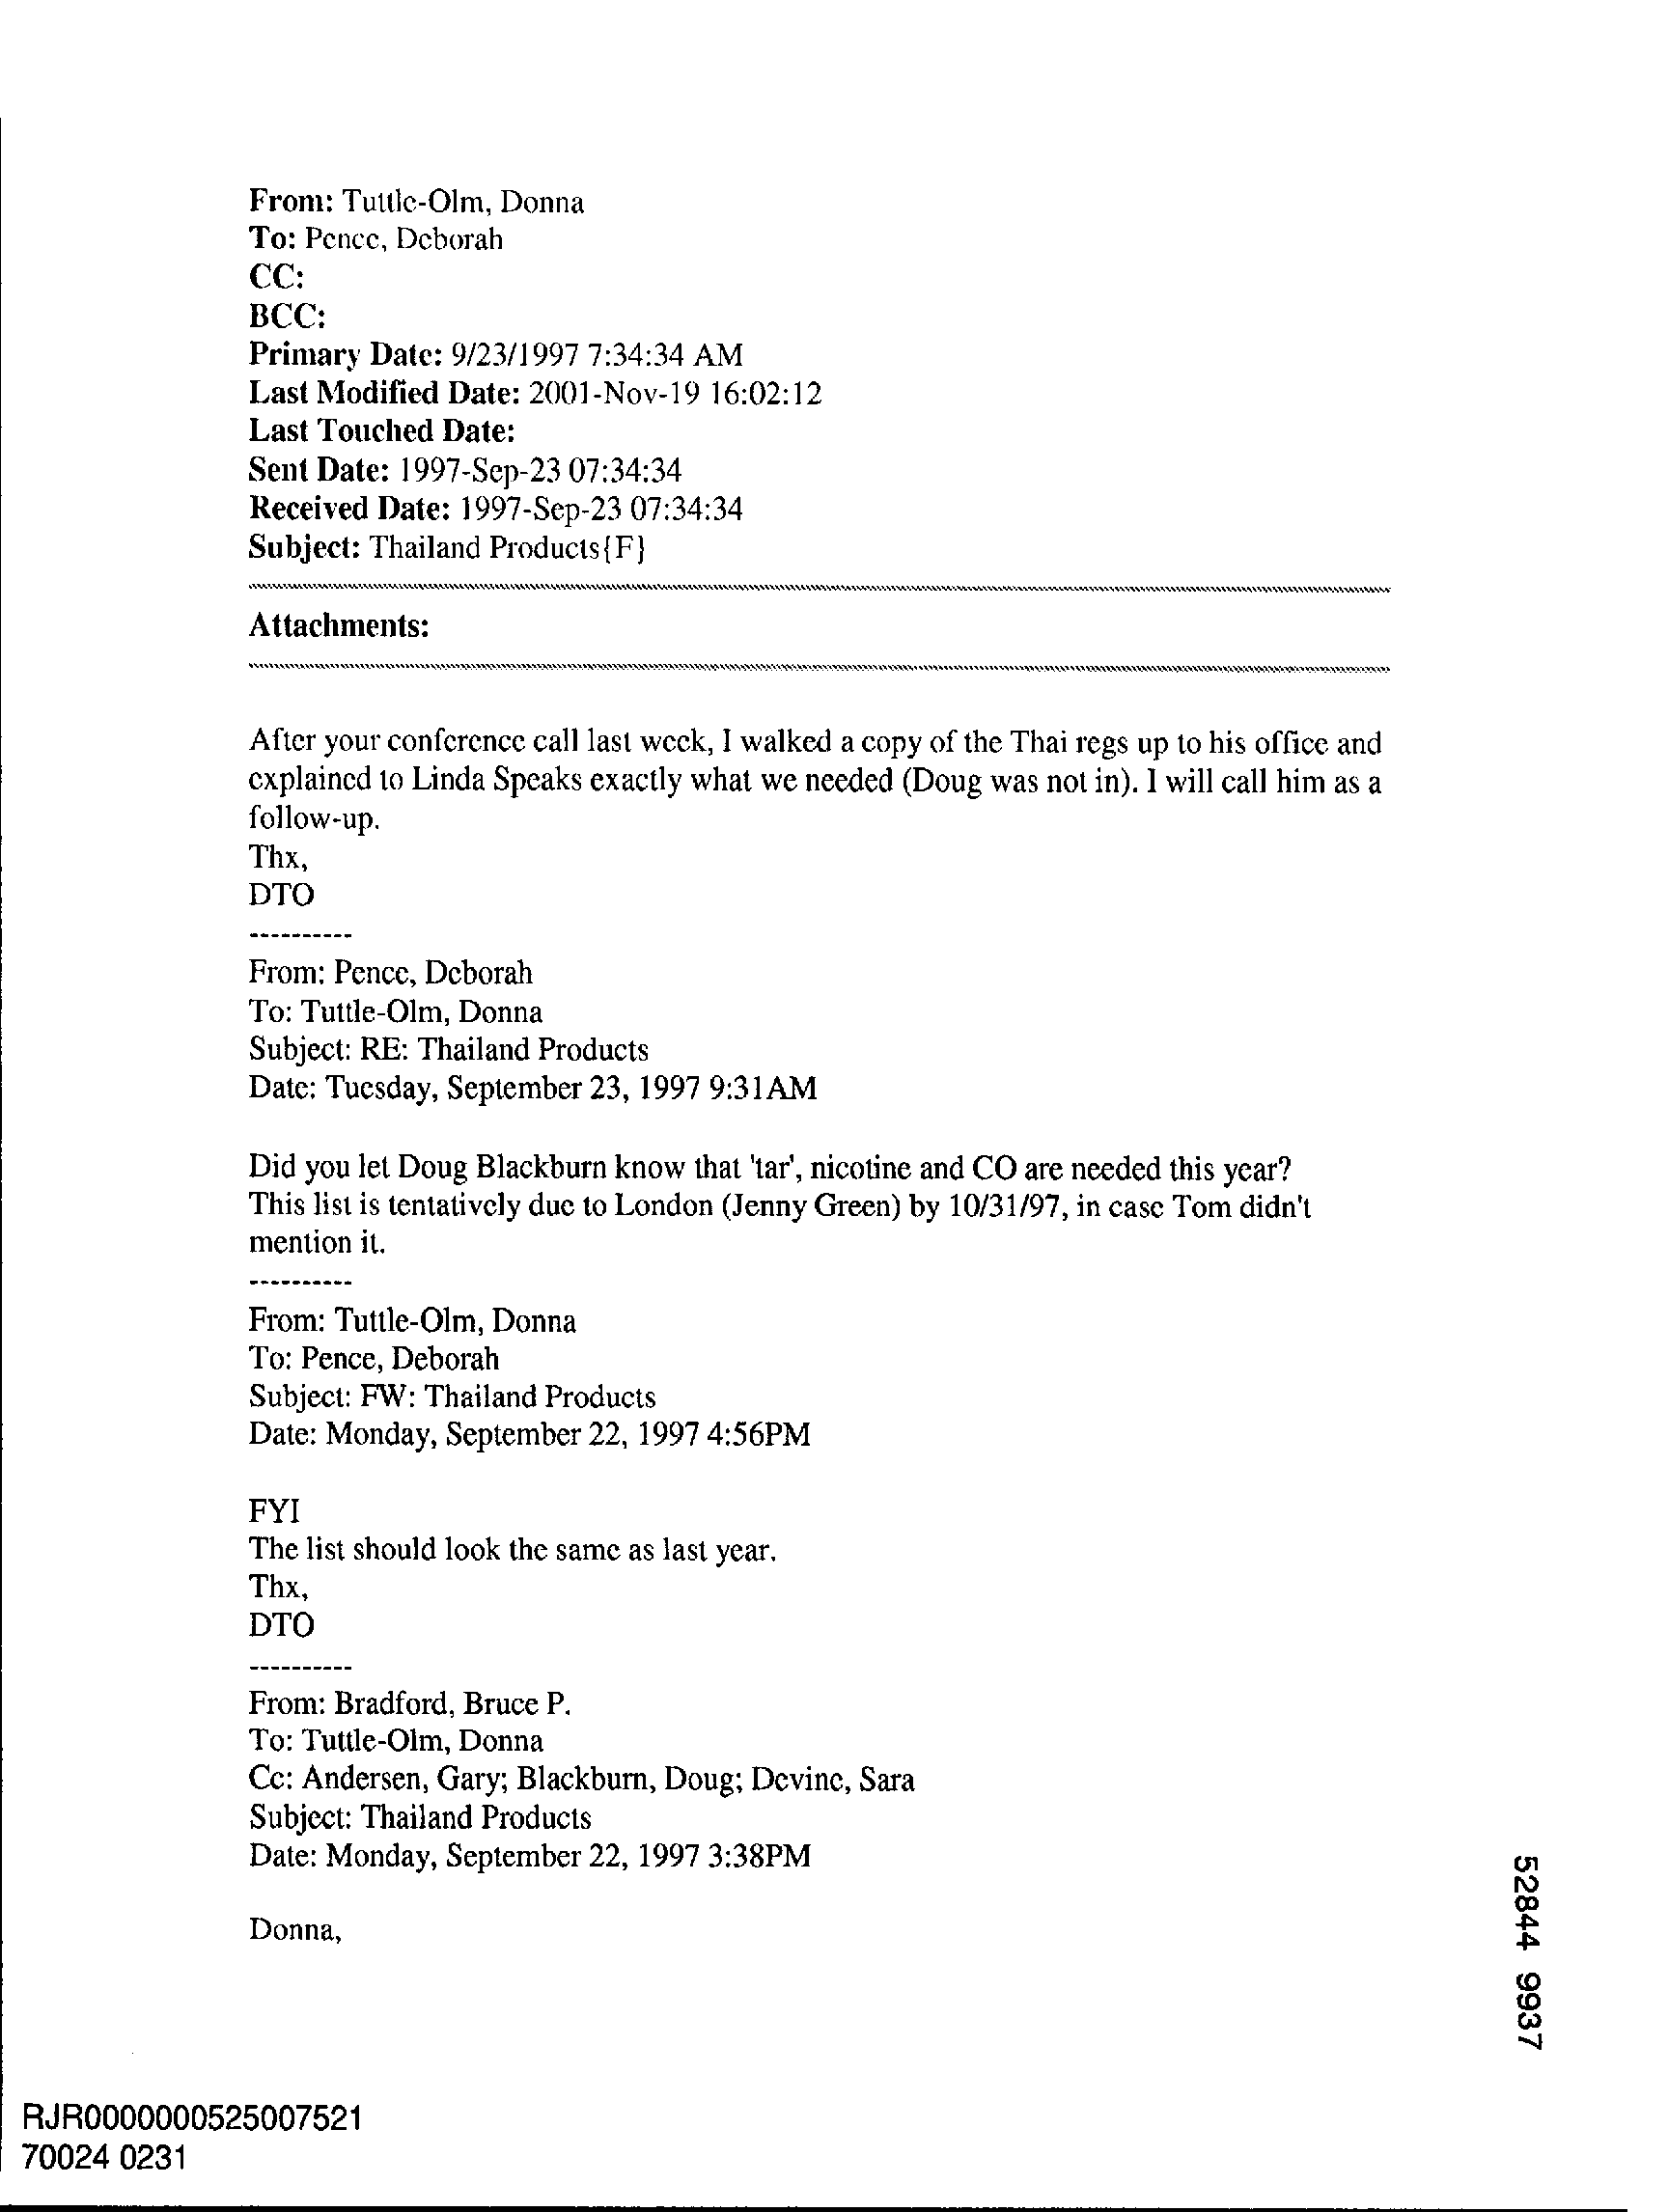 From: Tuttle-Olm, Donna
To: Pence, Deborah
CC:
BCC:
Primary Date: 9/23/1997 7:34:34 AM
Last Modified Date: 2001-Nov-19 16:02:12
Last Touched Date:
Sent Date: 1997-Sep-23 07:34:34
Received Date: 1997-Sep-23 07:34:34
Subject: Thailand Products{F}
Attachments:
After your conference call last week, I walked a copy of the Thai regs up to his office and
explained to Linda Speaks exactly what we needed (Doug was not in). I will call him as a
follow-up.
Thx,
DTO
----------
From: Pence, Deborah
To: Tuttle-Olm, Donna
Subject: RE: Thailand Products
Date: Tuesday, September 23, 1997 9:31AM
Did you let Doug Blackburn know that 'tar', nicotine and CO are needed this year?
This list is tentatively due to London (Jenny Green) by 10/31/97, in case Tom didn't
mention it.
----------
From: Tuttle-Olm, Donna
To: Pence, Deborah
Subject: FW: Thailand Products
Date: Monday, September 22, 1997 4:56PM
FYI
The list should look the same as last year.
Thx,
DTO
----------
From: Bradford, Bruce P.
To: Tuttle-Olm, Donna
Cc: Andersen, Gary; Blackburn, Doug; Devine, Sara
Subject: Thailand Products
Date: Monday, September 22, 1997 3:38PM
Donna,
52844 9937
RJR0000000525007521
70024 0231